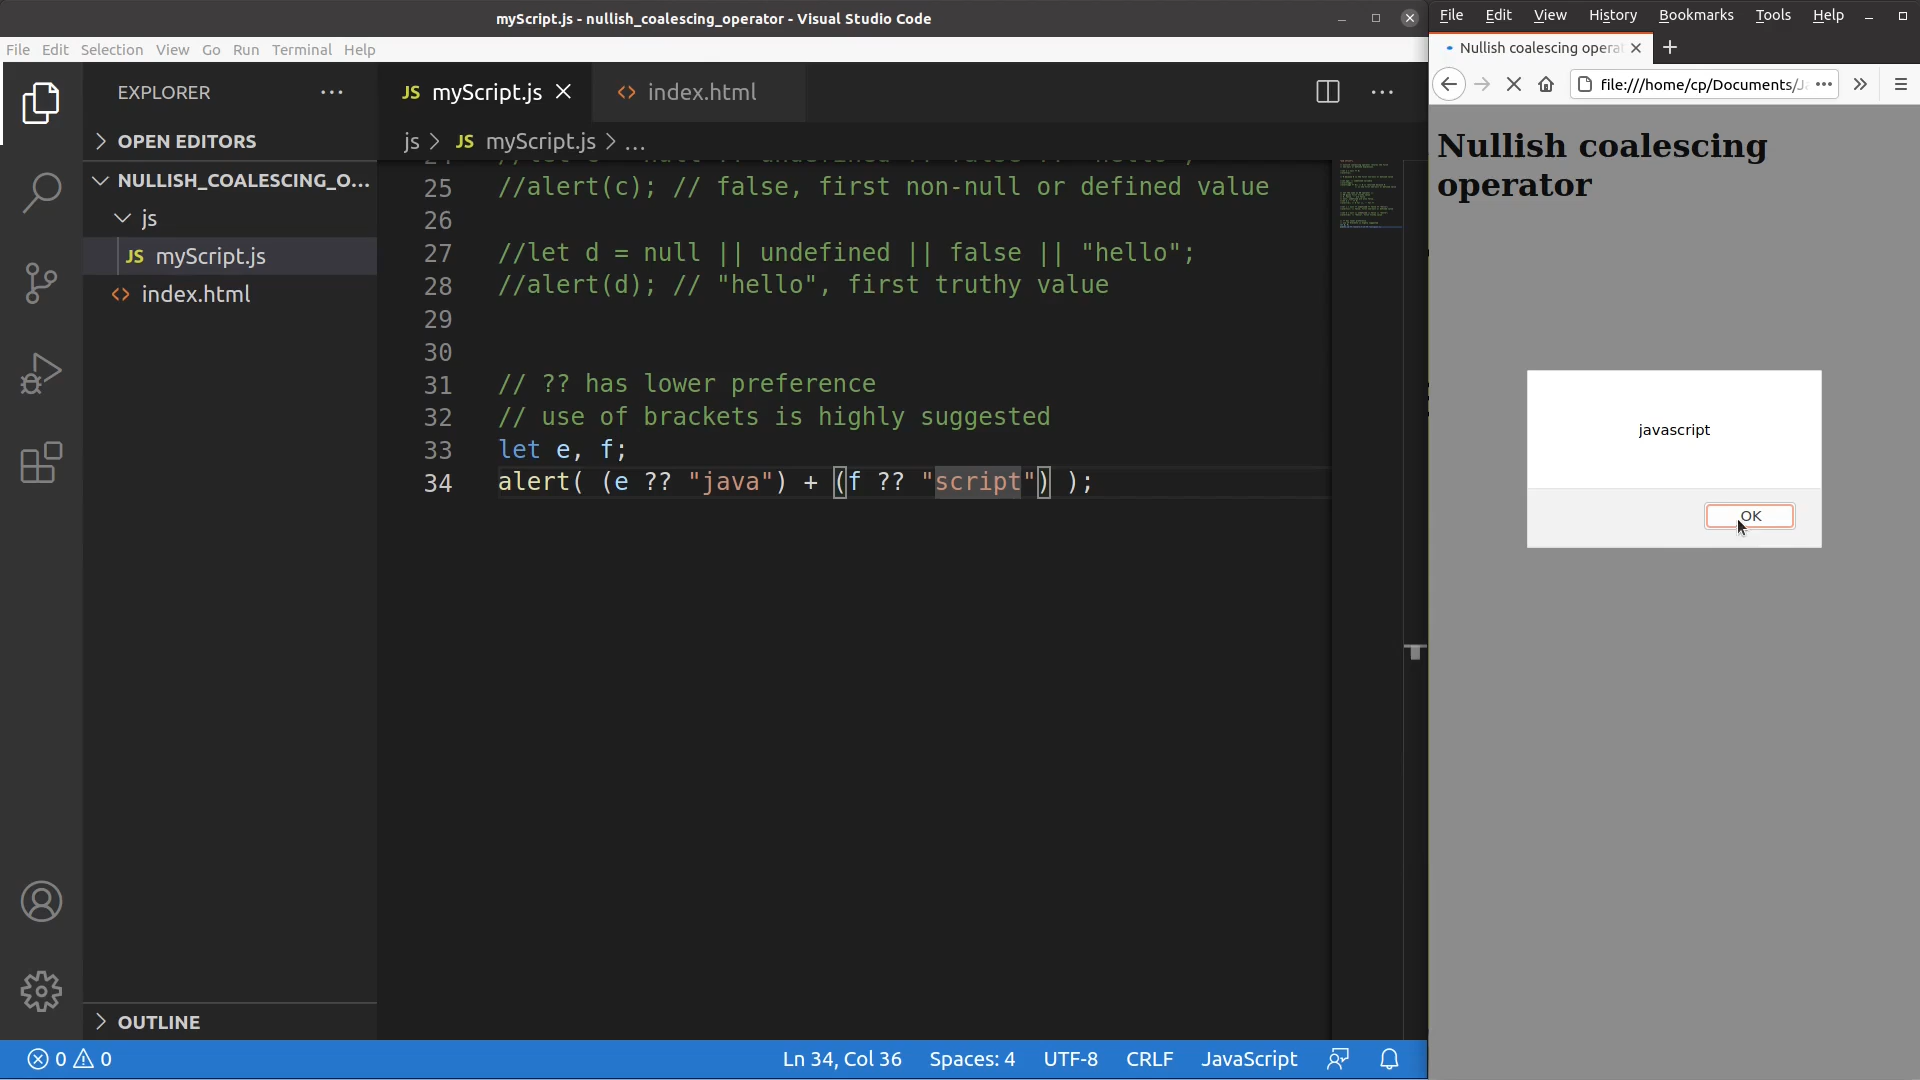 myScript.js - nullish_coalescing_operator - Visual Studio Code
File Edit Selection View Go Run Terminal Help
EXPLORER
OPEN EDITORS
NULLISH_COALESCING_O...
js
JS myScript.js
index.html
OUTLINE
JS myScript.js
index.html
js > JS myScript.js > ...
25 //alert(c); // false, first non-null or defined value
26
27 //let d = null || undefined || false || "hello";
28 //alert(d); // "hello", first truthy value
29
30
31 // ?? has lower preference
32 // use of brackets is highly suggested
33 let e, f;
34 alert( (e ?? "java") + (f ?? "script") );
0 0
Ln 34, Col 36 Spaces: 4 UTF-8 CRLF JavaScript
File Edit View History Bookmarks Tools Help
Nullish coalescing opera
file:///home/cp/Documents/J
Nullish coalescing
operator
javascript
OK